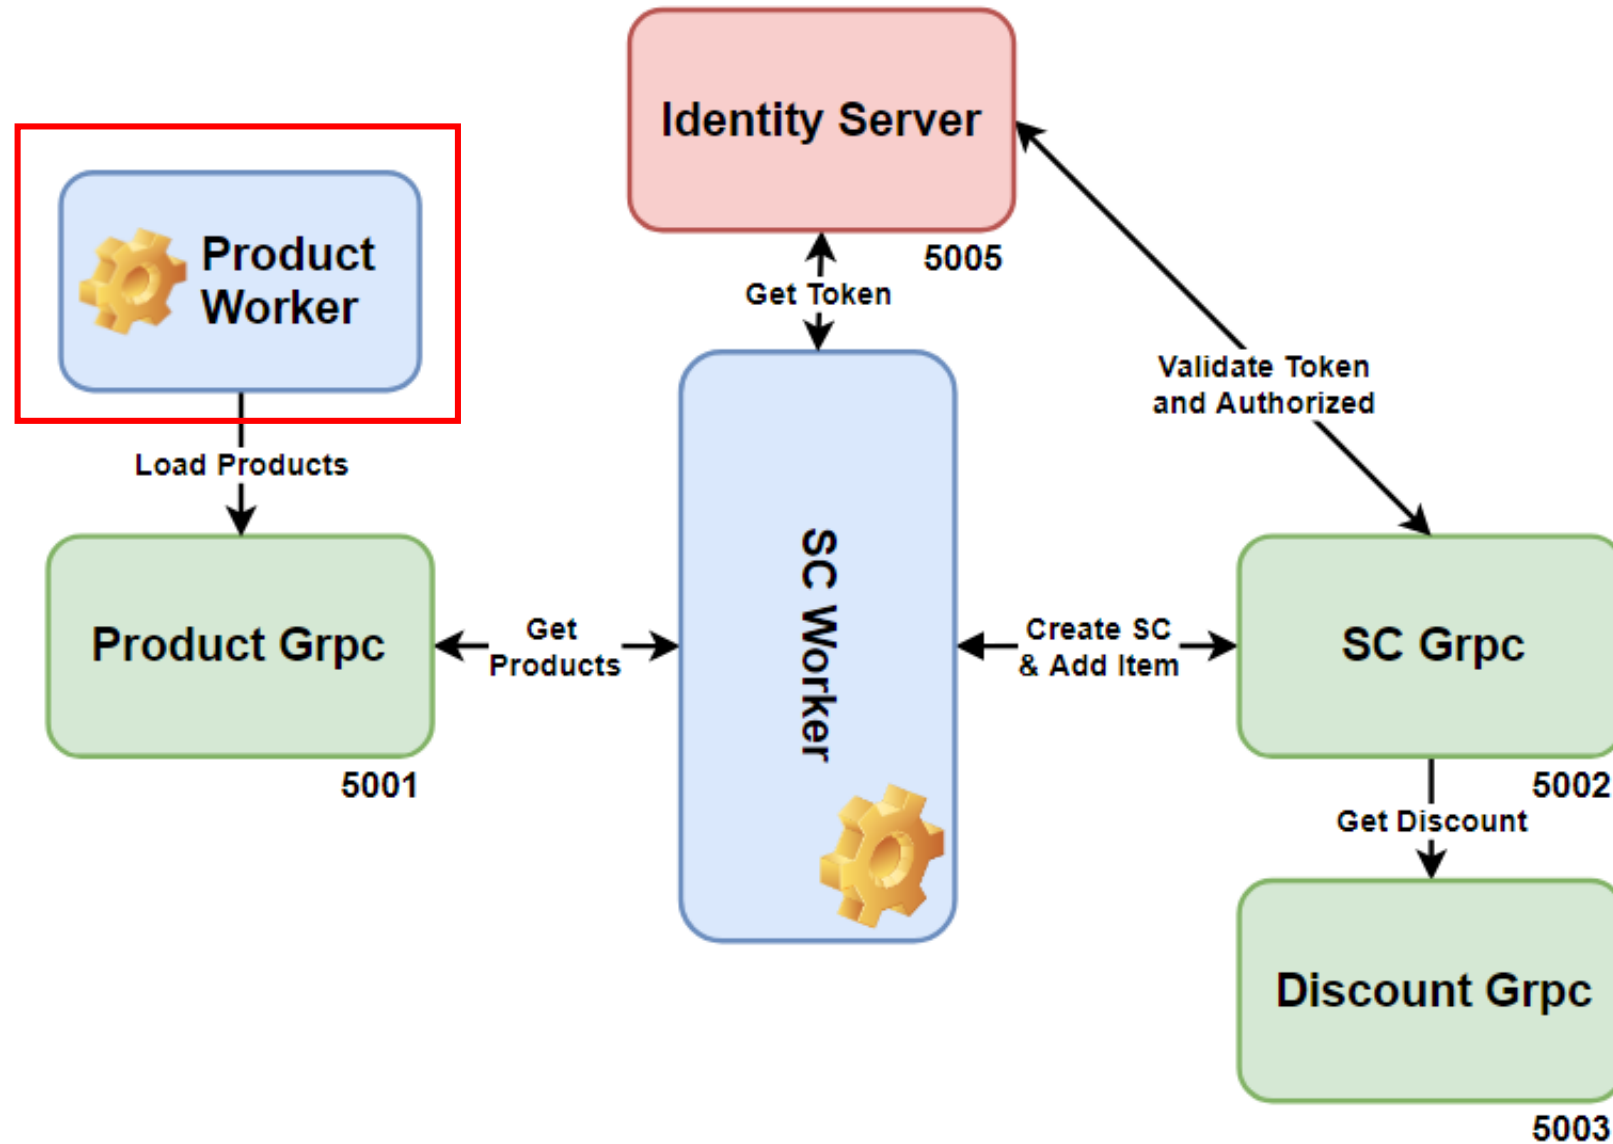 Identity Server
5005
Product
Worker
Get Token
Validate Token
and Authorized
Load Products
SC Worker
Product Grpc
5001
Get
Products
Create SC
& Add Item
SC Grpc
5002
Get Discount
Discount Grpc
5003